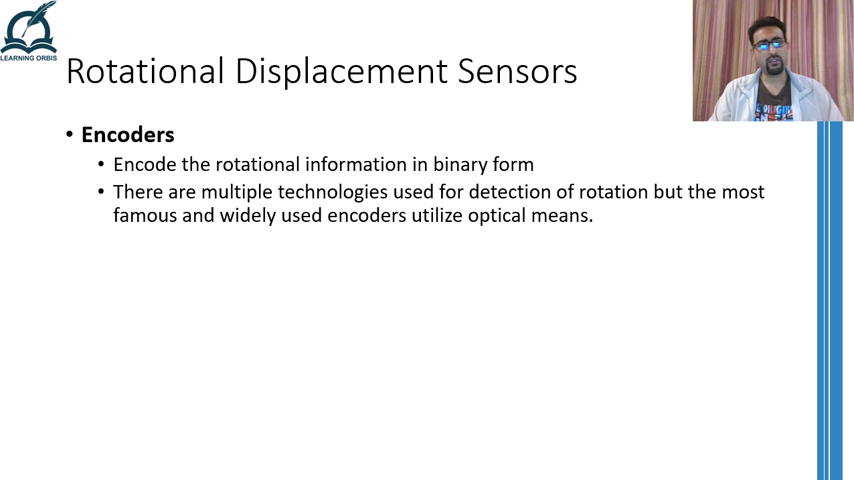 LEARNING ORBIS
Rotational Displacement Sensors
• Encoders
• Encode the rotational information in binary form
• There are multiple technologies used for detection of rotation but the most
famous and widely used encoders utilize optical means.